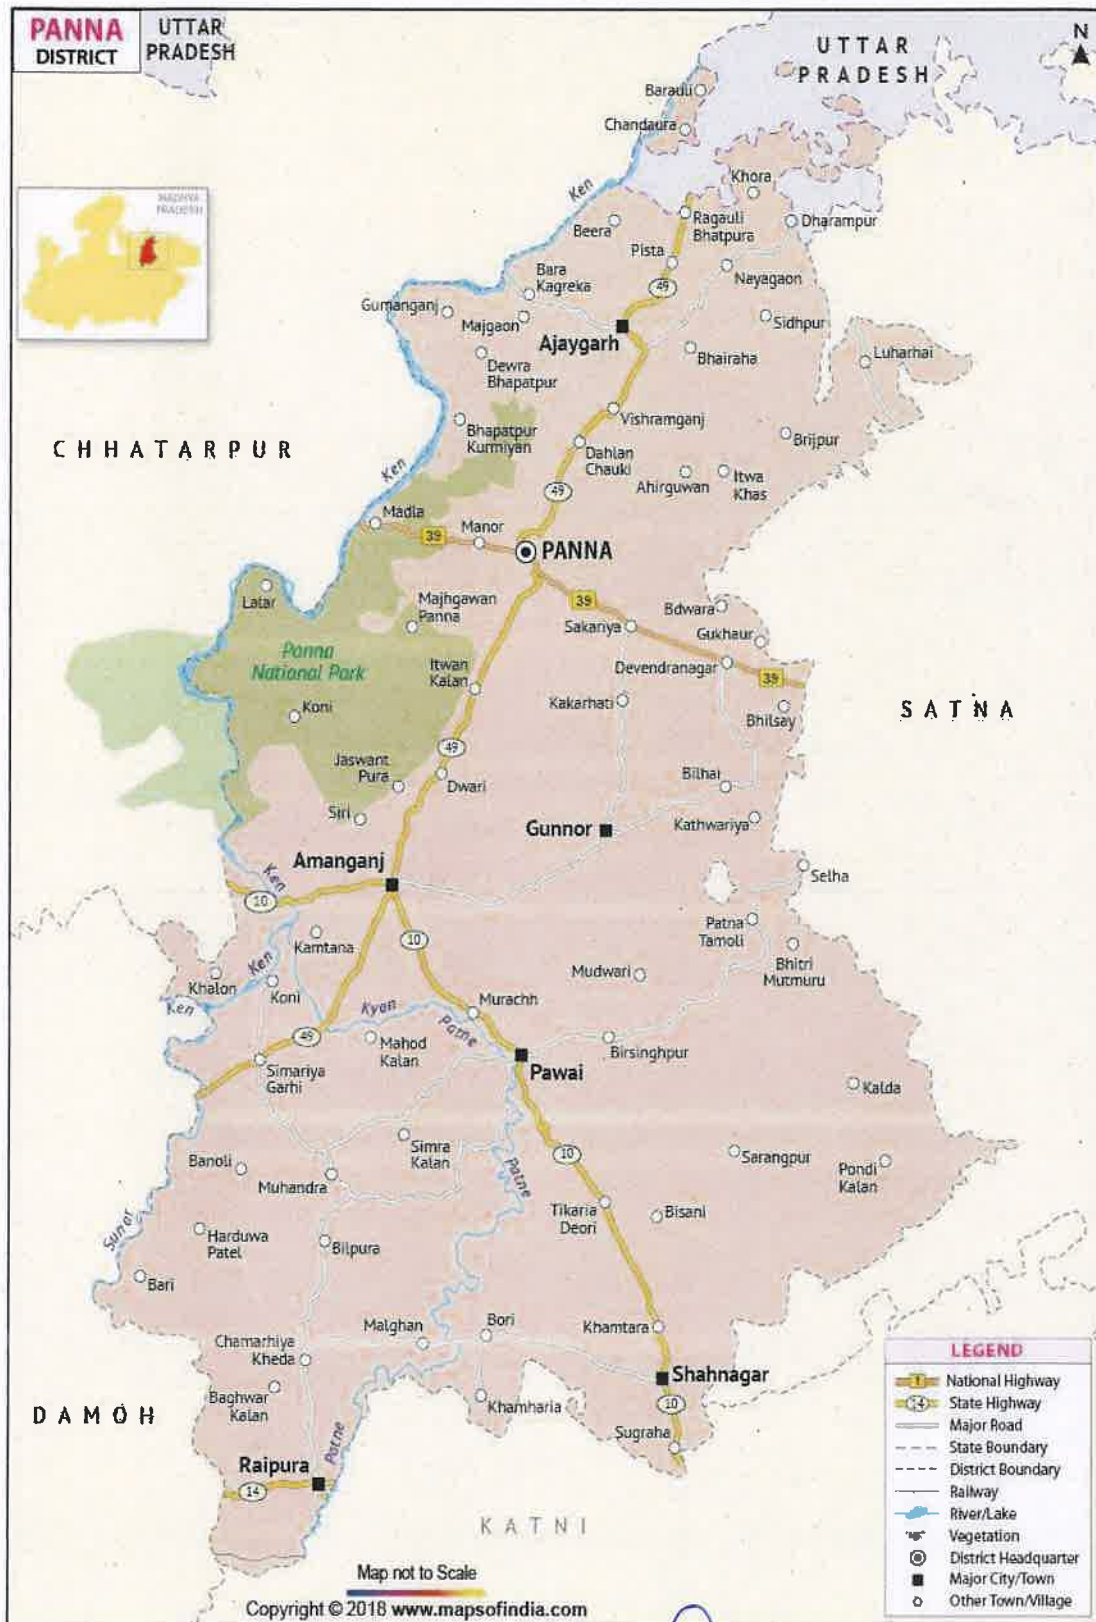 PANNA
DISTRICT
UTTAR
PRADESH
UTTAR
PRADESH
N
MADHYA
PRADESH
Barauli
Chandaura
Ken
Khora
Beera
Ragauli
Bhatpura
Dharampur
Pista
Nayagaon
Bara
Kagreka
49
Gumanganj
Majgaon
Sidhpur
Ajaygarh
Dewra
Bhapatpur
Bhairaha
Luharhai
Vishramganj
CHHATARPUR
Bhapatpur
Kurmiyan
Brijpur
Dahlan
Chauki
Ken
Ahirguwan
Itwa
Khas
49
Madla
39
Manor
PANNA
Lalar
Majhgawan
Panna
39
Bdwara
Sakariya
Gukhaur
Panna
National Park
Itwan
Kalan
Devendranagar
39
Kakarhati
SATNA
Koni
Bhilsay
49
Jaswant
Pura
Dwari
Bilhai
Siri
Gunnor
Kathwariya
Amanganj
Ken
Selha
10
Patna
Tamoli
Kamtana
10
Bhitri
Mutmuru
Ken
Khalon
Koni
Mudwari
Ken
Kyan
Murachh
Patne
49
Mahod
Kalan
Birsinghpur
Simariya
Garhi
Pawai
Kalda
Simra
Kalan
10
Sarangpur
Banoli
Muhandra
Patne
Pondi
Kalan
Sunar
Tikaria
Deori
Bisani
Harduwa
Patel
Bilpura
Bari
Malghan
Bori
Khamtara
Chamarhiya
Kheda
Shahnagar
Baghwar
Kalan
Khamharia
10
DAMOH
Sugraha
Patne
Raipura
14
KATNI
LEGEND
1 National Highway
14 State Highway
Major Road
State Boundary
District Boundary
Railway
River/Lake
Vegetation
District Headquarter
Major City/Town
Other Town/Village
Map not to Scale
Copyright © 2018 www.mapsofindia.com